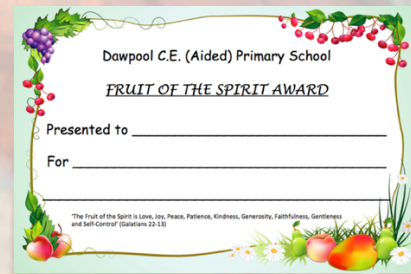 Dawpool C.E. (Aided) Primary School
FRUIT OF THE SPIRIT AWARD
Presented to
For
'The Fruit of the Spirit is Love, Joy, Peace, Patience, Kindness, Generosity, Faithfulness, Gentleness
and Self-Control' (Galatians 22-13)